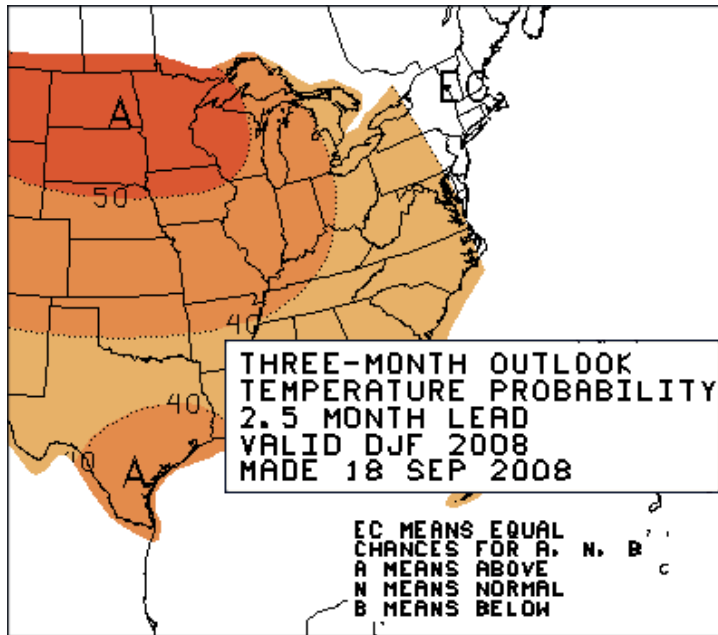 EC
A
50
40
40
A
THREE-MONTH OUTLOOK
TEMPERATURE PROBABILITY
2.5 MONTH LEAD
VALID DJF 2008
MADE 18 SEP 2008
EC MEANS EQUAL
CHANCES FOR A, N, B
A MEANS ABOVE
N MEANS NORMAL
B MEANS BELOW